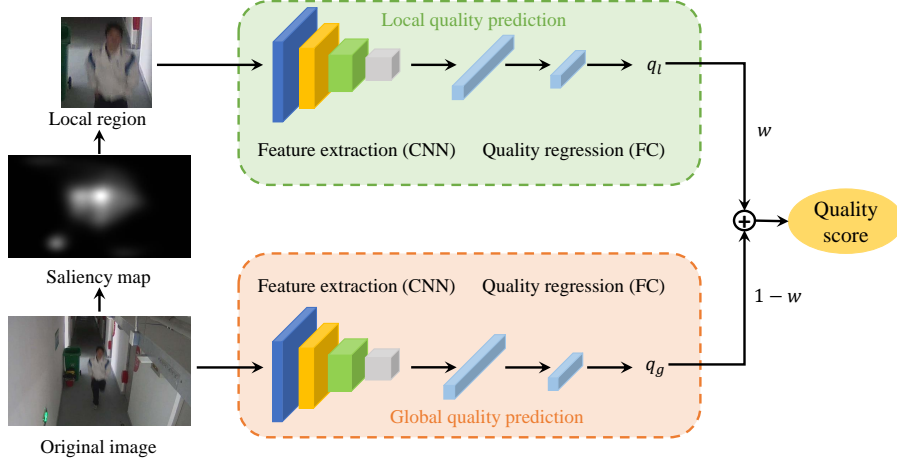 Local quality prediction
q_l
Local region
Feature extraction (CNN)
Quality regression (FC)
w
Quality
score
Saliency map
Feature extraction (CNN)
Quality regression (FC)
1 − w
q_g
Global quality prediction
Original image